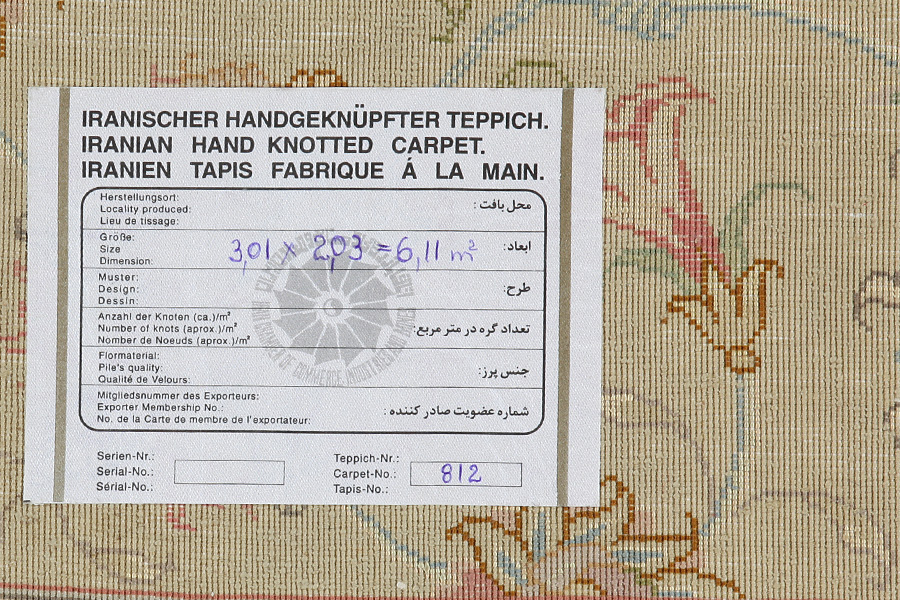 IRANISCHER HANDGEKNÜPFTER TEPPICH.
IRANIAN HAND KNOTTED CARPET.
IRANIEN TAPIS FABRIQUE Á LA MAIN.
Herstellungsort:
Locality produced:
Lieu de tissage:
محل بافت :
Größe:
Size
Dimension:
3,01 x 2,03 = 6,11 m²
ابعاد:
Muster:
Design:
Dessin:
طرح:
Anzahl der Knoten (ca.)/m²
Number of knots (aprox.)/m²
Nombor de Noeuds (aprox.)/m²
تعداد گره در متر مربع:
Flormaterial:
Pile's quality:
Qualité de Velours:
جنس پرز:
Mitgliedsnummer des Exporteurs:
Exporter Membership No.:
No. de la Carte de membre de l'exportateur:
شماره عضویت صادر کننده :
Serien-Nr.:
Serial-No.:
Sérial-No.:
Teppich-Nr.:
Carpet-No.:
Tapis-No.:
812